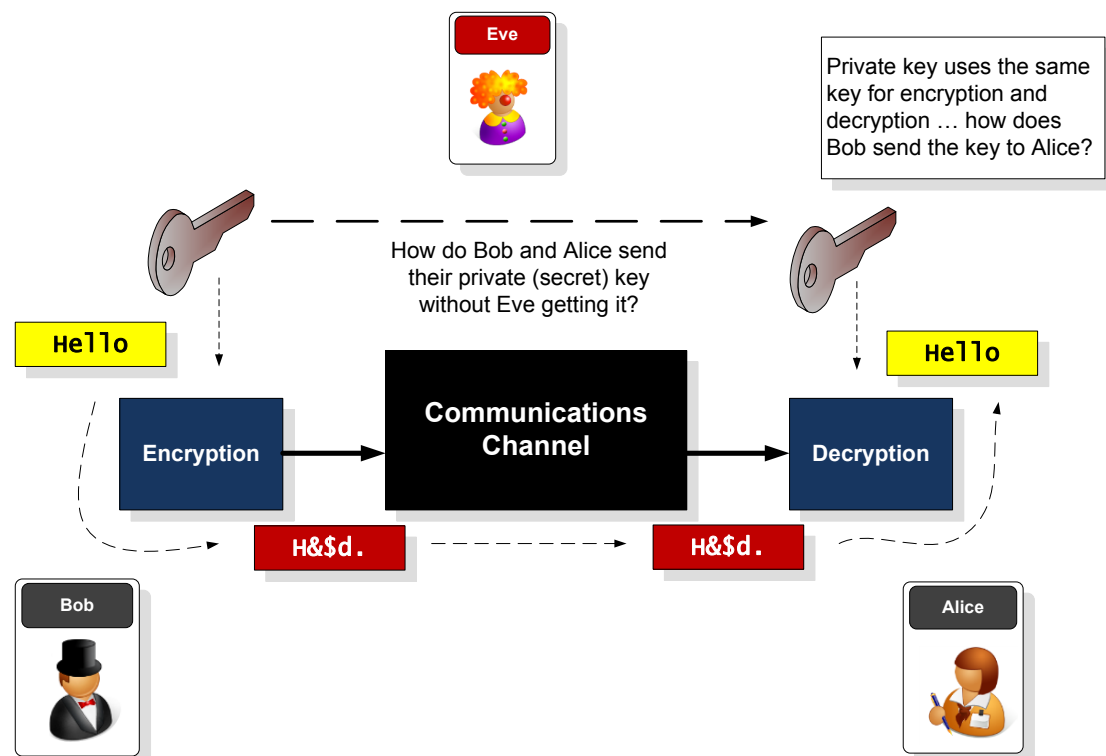 Eve
Private key uses the same
key for encryption and
decryption … how does
Bob send the key to Alice?
How do Bob and Alice send
their private (secret) key
without Eve getting it?
Hello
Hello
Communications
Channel
Encryption
Decryption
H&$d.
H&$d.
Bob
Alice